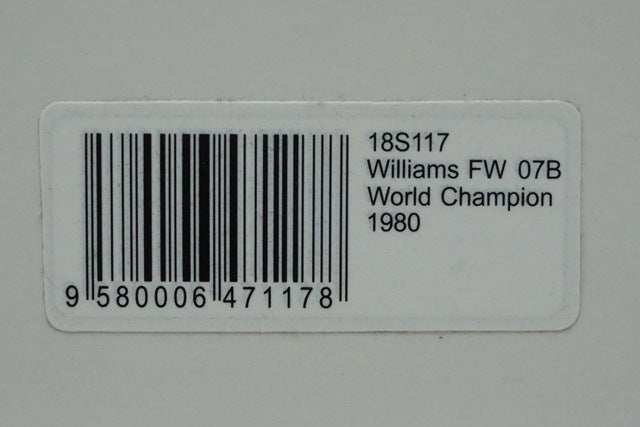 18S117
Williams FW 07B
World Champion
1980
9 580006 471178